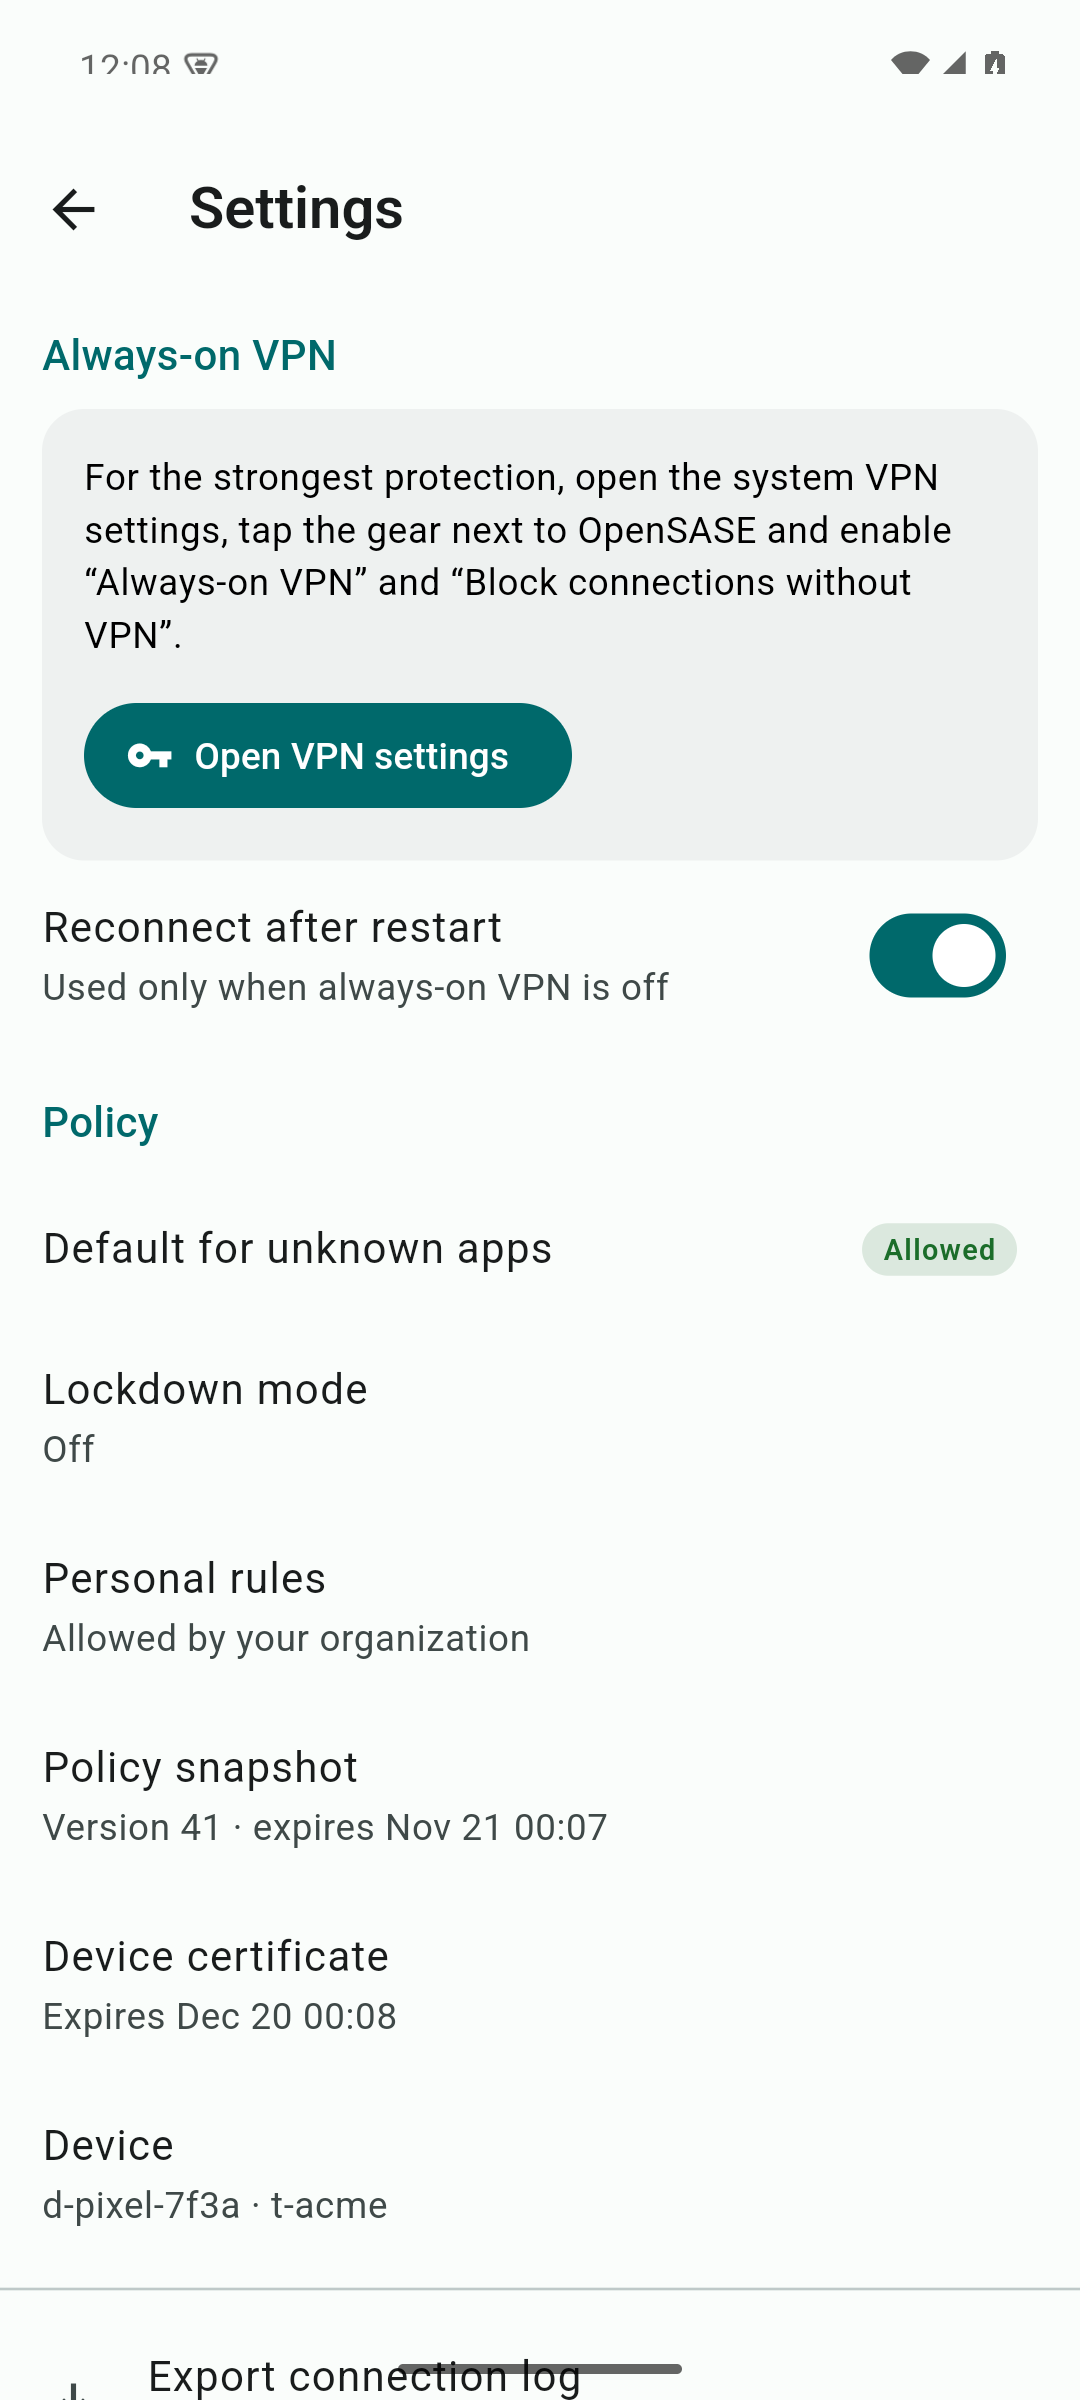 12:08
Settings
Always-on VPN
For the strongest protection, open the system VPN
settings, tap the gear next to OpenSASE and enable
“Always-on VPN” and “Block connections without
VPN”.
Open VPN settings
Reconnect after restart
Used only when always-on VPN is off
Policy
Default for unknown apps
Allowed
Lockdown mode
Off
Personal rules
Allowed by your organization
Policy snapshot
Version 41 · expires Nov 21 00:07
Device certificate
Expires Dec 20 00:08
Device
d-pixel-7f3a · t-acme
Export connection log